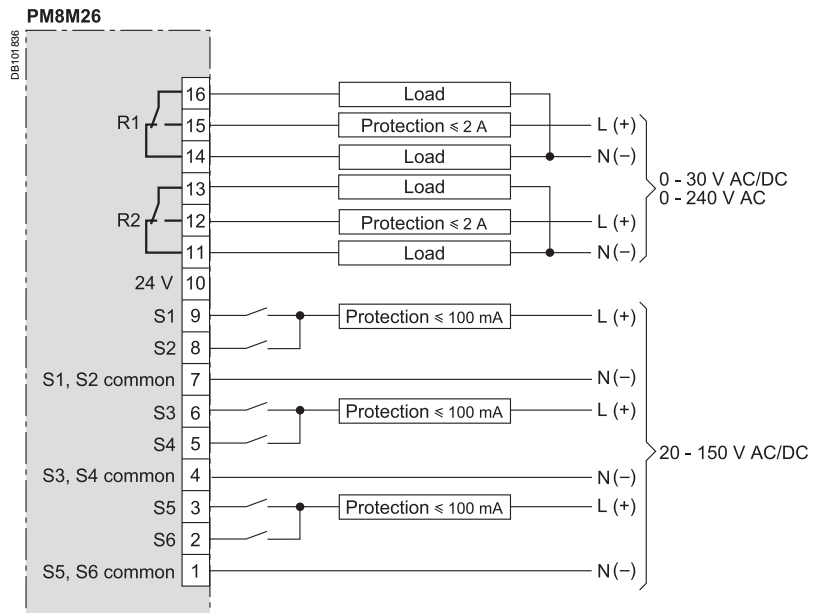 PM8M26
DB101836
16 Load
R1 15 Protection ⩽ 2 A L (+)
14 Load N(−)
13 Load
0 - 30 V AC/DC
0 - 240 V AC
R2 12 Protection ⩽ 2 A L (+)
11 Load N(−)
24 V 10
S1 9 Protection ⩽ 100 mA L (+)
S2 8
S1, S2 common 7 N(−)
S3 6 Protection ⩽ 100 mA L (+)
S4 5
20 - 150 V AC/DC
S3, S4 common 4 N(−)
S5 3 Protection ⩽ 100 mA L (+)
S6 2
S5, S6 common 1 N(−)